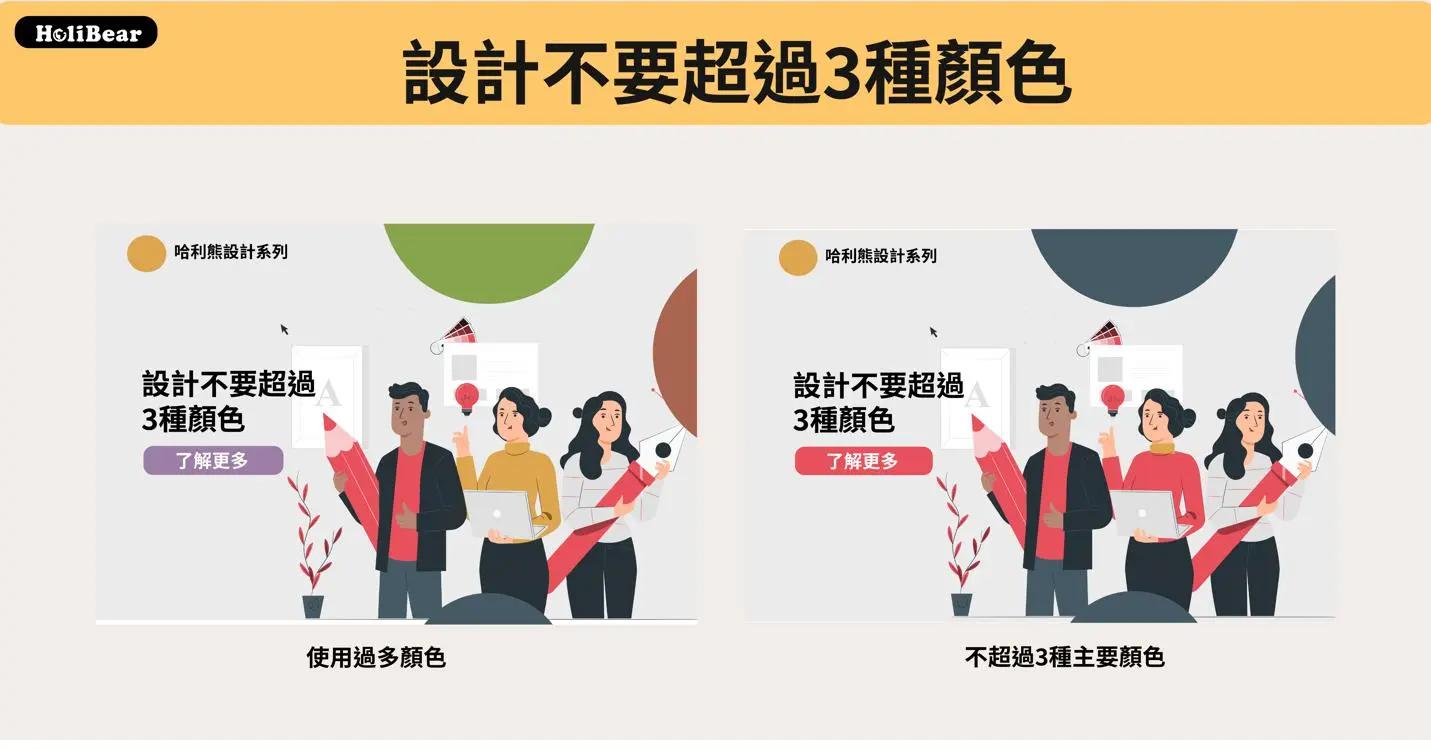 HoliBear
設計不要超過3種顏色
哈利熊設計系列
設計不要超過
3種顏色
A
了解更多
使用過多顏色
哈利熊設計系列
設計不要超過
3種顏色
A
了解更多
不超過3種主要顏色